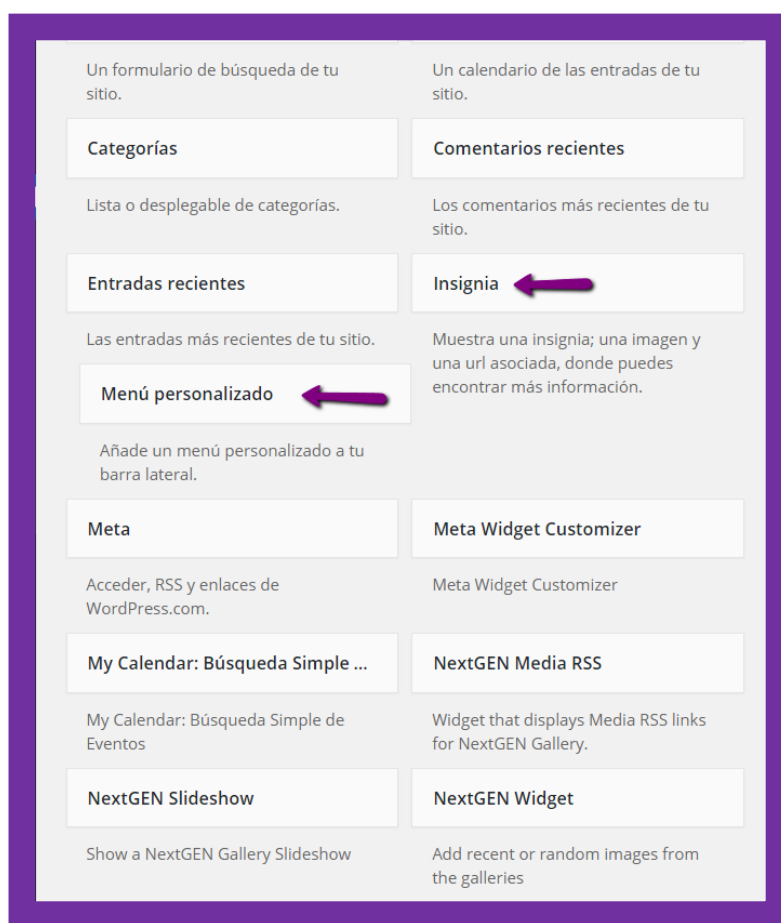 Un formulario de búsqueda de tu
sitio.
Un calendario de las entradas de tu
sitio.
Categorías
Comentarios recientes
Lista o desplegable de categorías.
Los comentarios más recientes de tu
sitio.
Entradas recientes
Insignia
Las entradas más recientes de tu sitio.
Muestra una insignia; una imagen y
una url asociada, donde puedes
encontrar más información.
Menú personalizado
Añade un menú personalizado a tu
barra lateral.
Meta
Meta Widget Customizer
Acceder, RSS y enlaces de
WordPress.com.
Meta Widget Customizer
My Calendar: Búsqueda Simple ...
NextGEN Media RSS
My Calendar: Búsqueda Simple de
Eventos
Widget that displays Media RSS links
for NextGEN Gallery.
NextGEN Slideshow
NextGEN Widget
Show a NextGEN Gallery Slideshow
Add recent or random images from
the galleries